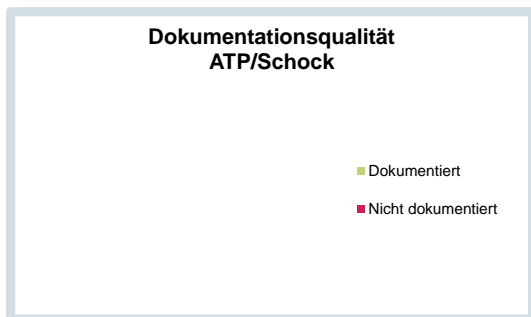 Dokumentationsqualität
ATP/Schock
Dokumentiert
Nicht dokumentiert